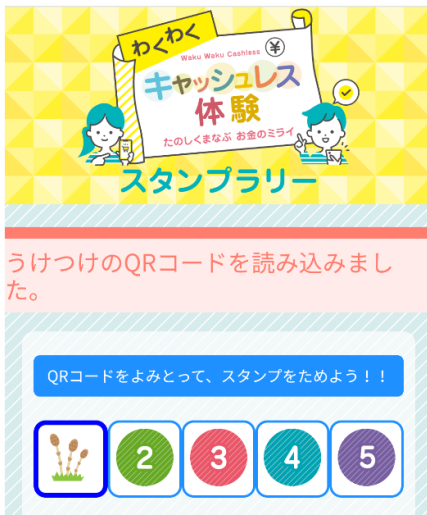 わくわく
Waku Waku Cashless
¥
キャッシュレス
体験
たのしくまなぶ お金のミライ
スタンプラリー
うけつけのQRコードを読み込みまし
た。
QRコードをよみとって、スタンプをためよう！！
2 3 4 5